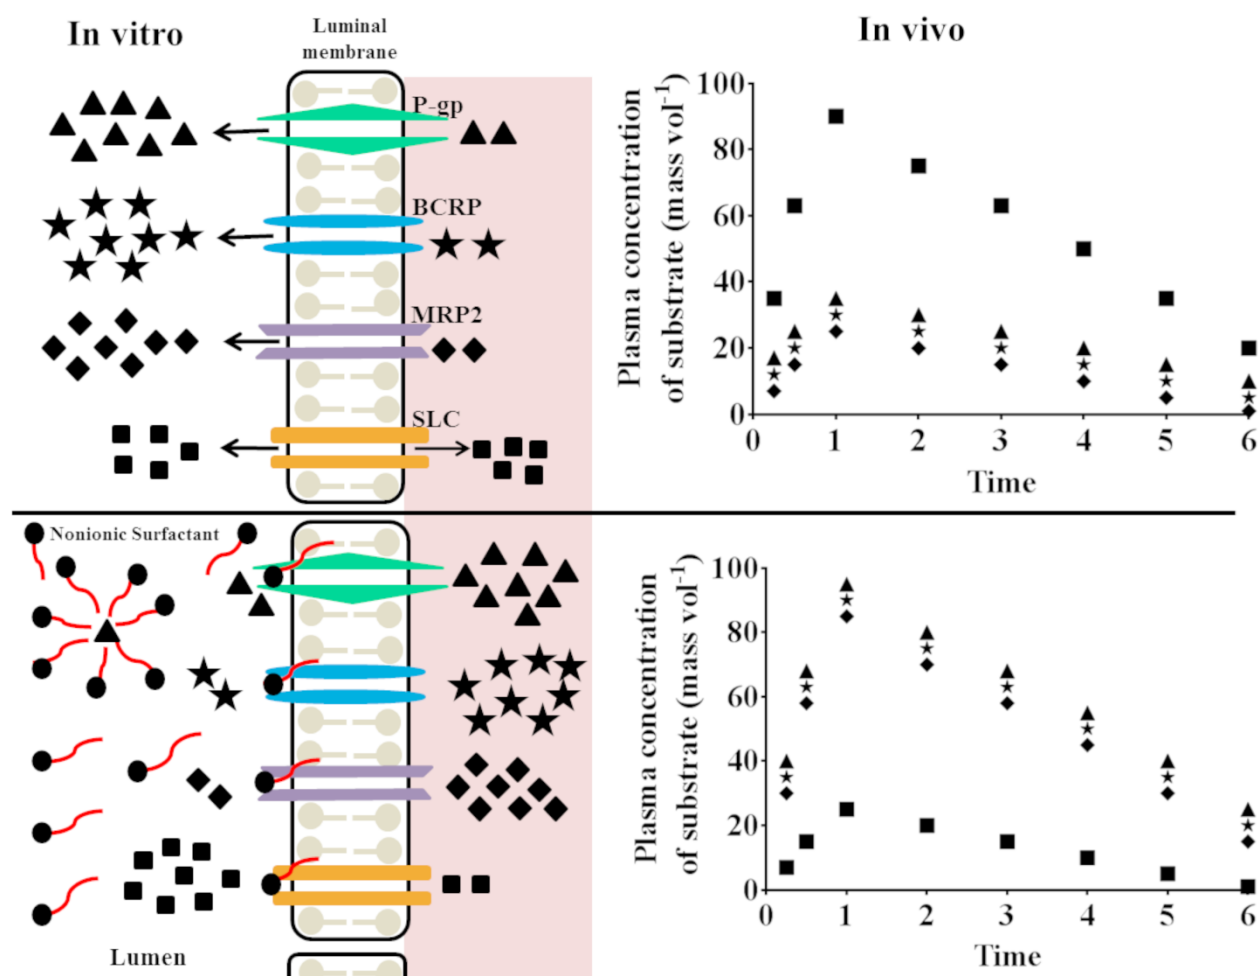 In vitro
Luminal
membrane
In vivo
P-gp
BCRP
MRP2
SLC
Plasma concentration
of substrate (mass vol⁻¹)
100
80
60
40
20
0
0 1 2 3 4 5 6
Time
Nonionic Surfactant
Lumen
Plasma concentration
of substrate (mass vol⁻¹)
100
80
60
40
20
0
0 1 2 3 4 5 6
Time